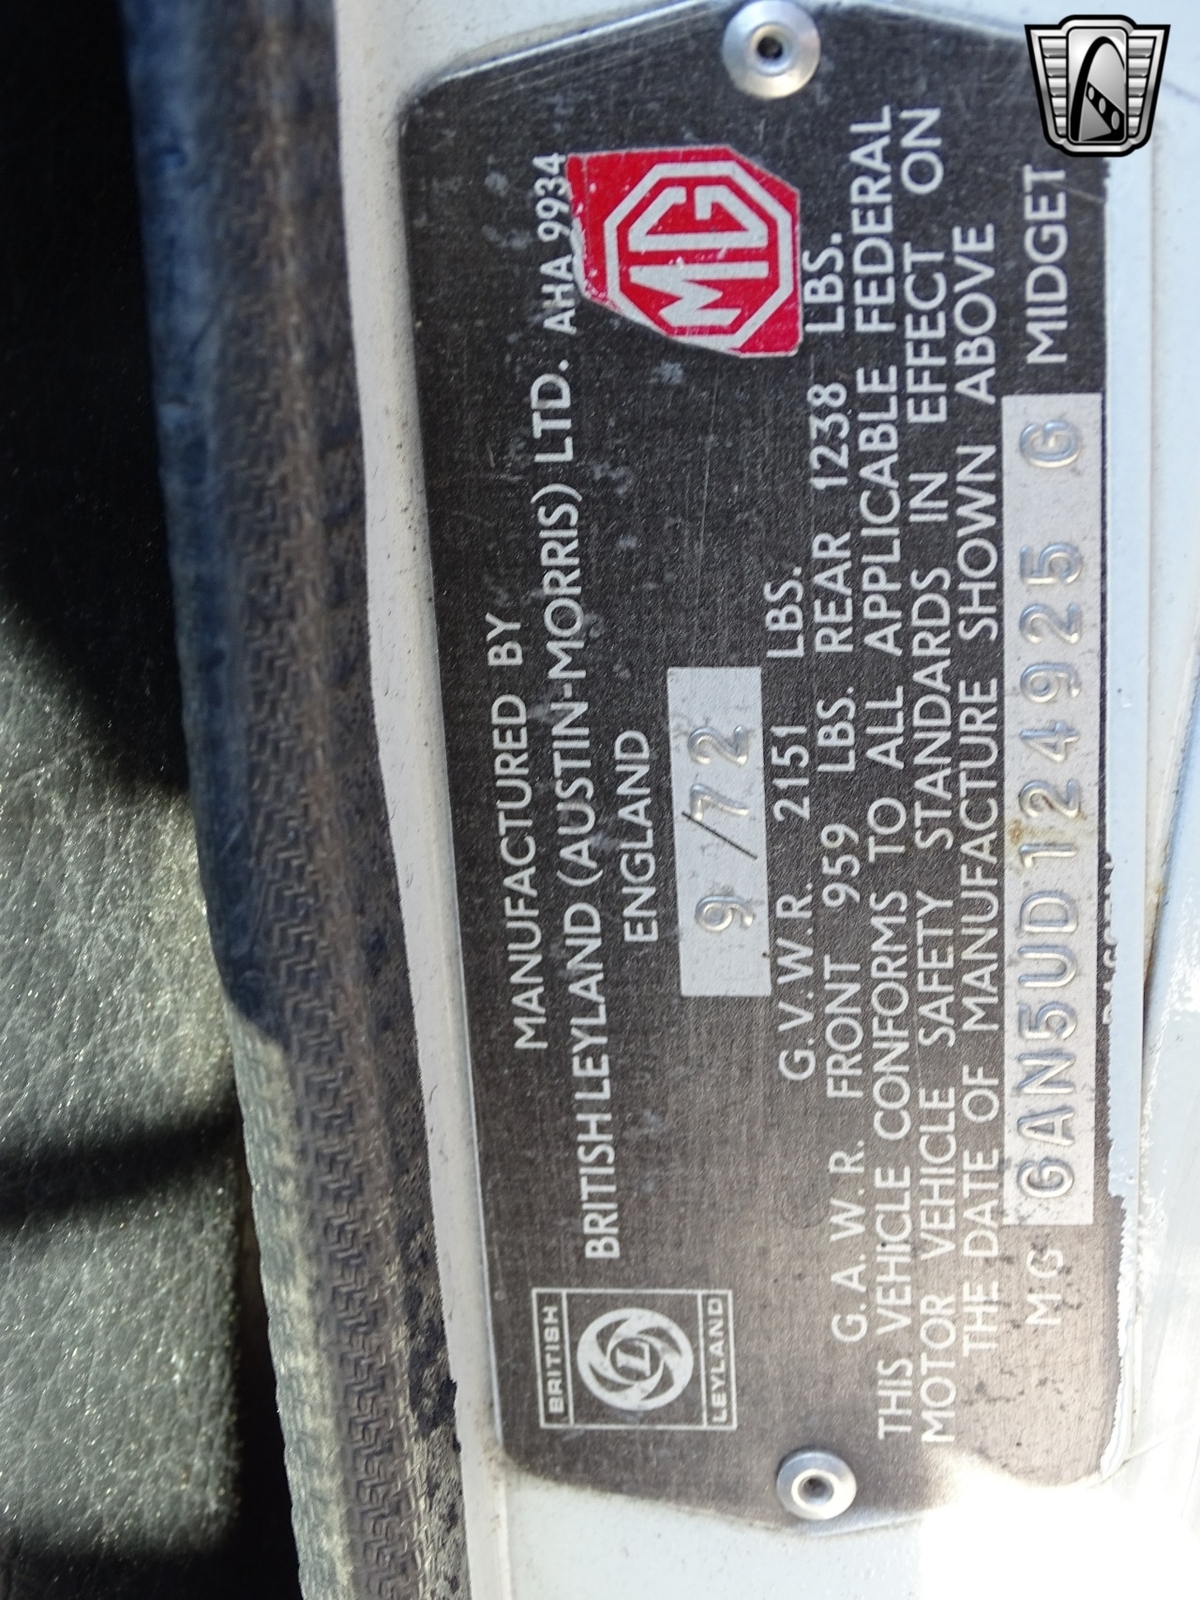 MANUFACTURED BY
BRITISH LEYLAND (AUSTIN-MORRIS) LTD. AHA 9934
ENGLAND
MG
BRITISH
L
LEYLAND
9/72
G.V.W.R. 2151 LBS.
G.A.W.R. FRONT 959 LBS. REAR 1238 LBS.
THIS VEHICLE CONFORMS TO ALL APPLICABLE FEDERAL
MOTOR VEHICLE SAFETY STANDARDS IN EFFECT ON
THE DATE OF MANUFACTURE SHOWN ABOVE
MG GAN5UD124925 G MIDGET